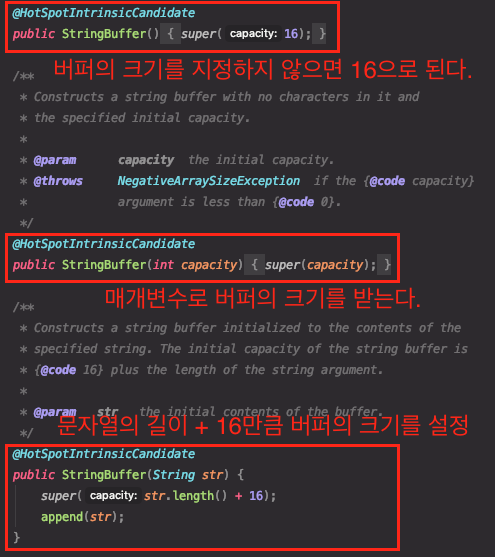 @HotSpotIntrinsicCandidate
public StringBuffer() { super( capacity: 16); }
버퍼의 크기를 지정하지 않으면 16으로 된다.
/**
* Constructs a string buffer with no characters in it and
* the specified initial capacity.
*
* @param capacity the initial capacity.
* @throws NegativeArraySizeException if the {@code capacity}
* argument is less than {@code 0}.
*/
@HotSpotIntrinsicCandidate
public StringBuffer(int capacity) { super(capacity); }
매개변수로 버퍼의 크기를 받는다.
/**
* Constructs a string buffer initialized to the contents of the
* specified string. The initial capacity of the string buffer is
* {@code 16} plus the length of the string argument.
*
* @param str the initial contents of the buffer.
문자열의 길이 + 16만큼 버퍼의 크기를 설정
*/
@HotSpotIntrinsicCandidate
public StringBuffer(String str) {
super( capacity: str.length() + 16);
append(str);
}